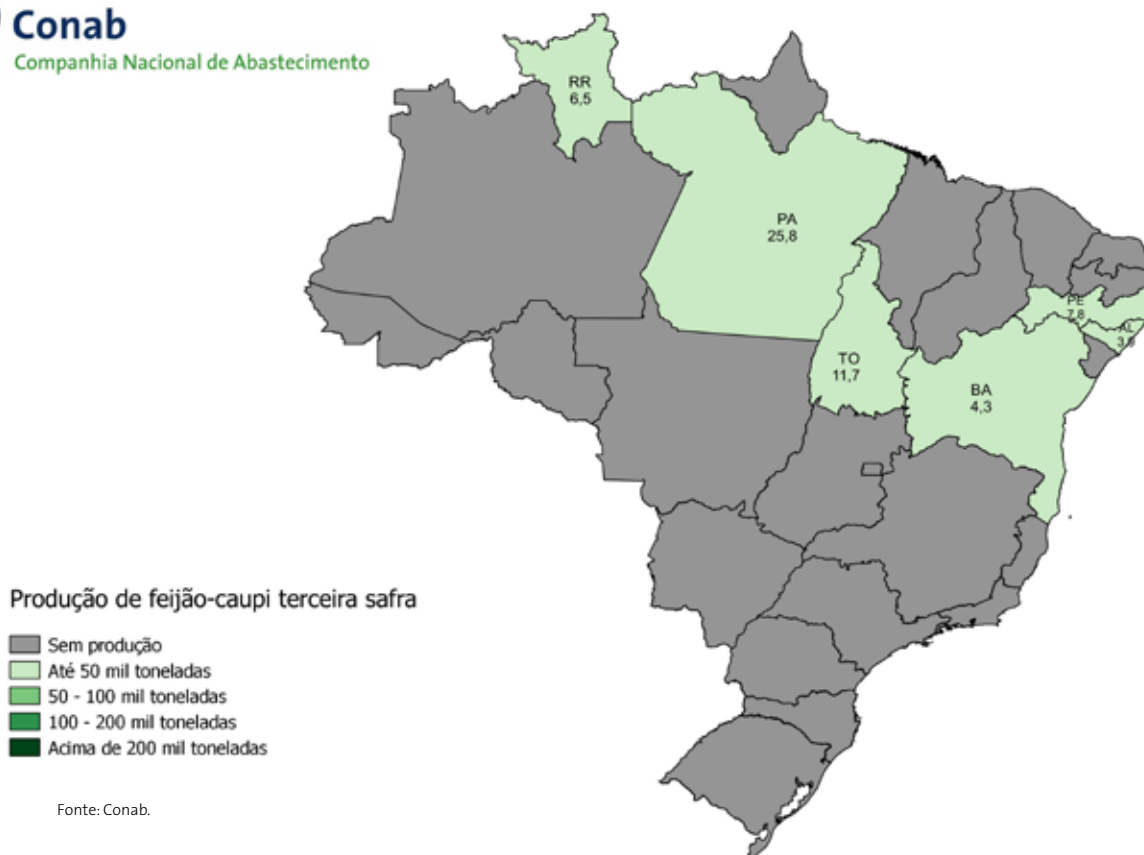 Conab
Companhia Nacional de Abastecimento
RR
6,5
PA
25,8
PE
7,8
AL
TO
11,7
BA
4,3
Produção de feijão-caupi terceira safra
Sem produção
Até 50 mil toneladas
50 - 100 mil toneladas
100 - 200 mil toneladas
Acima de 200 mil toneladas
Fonte: Conab.